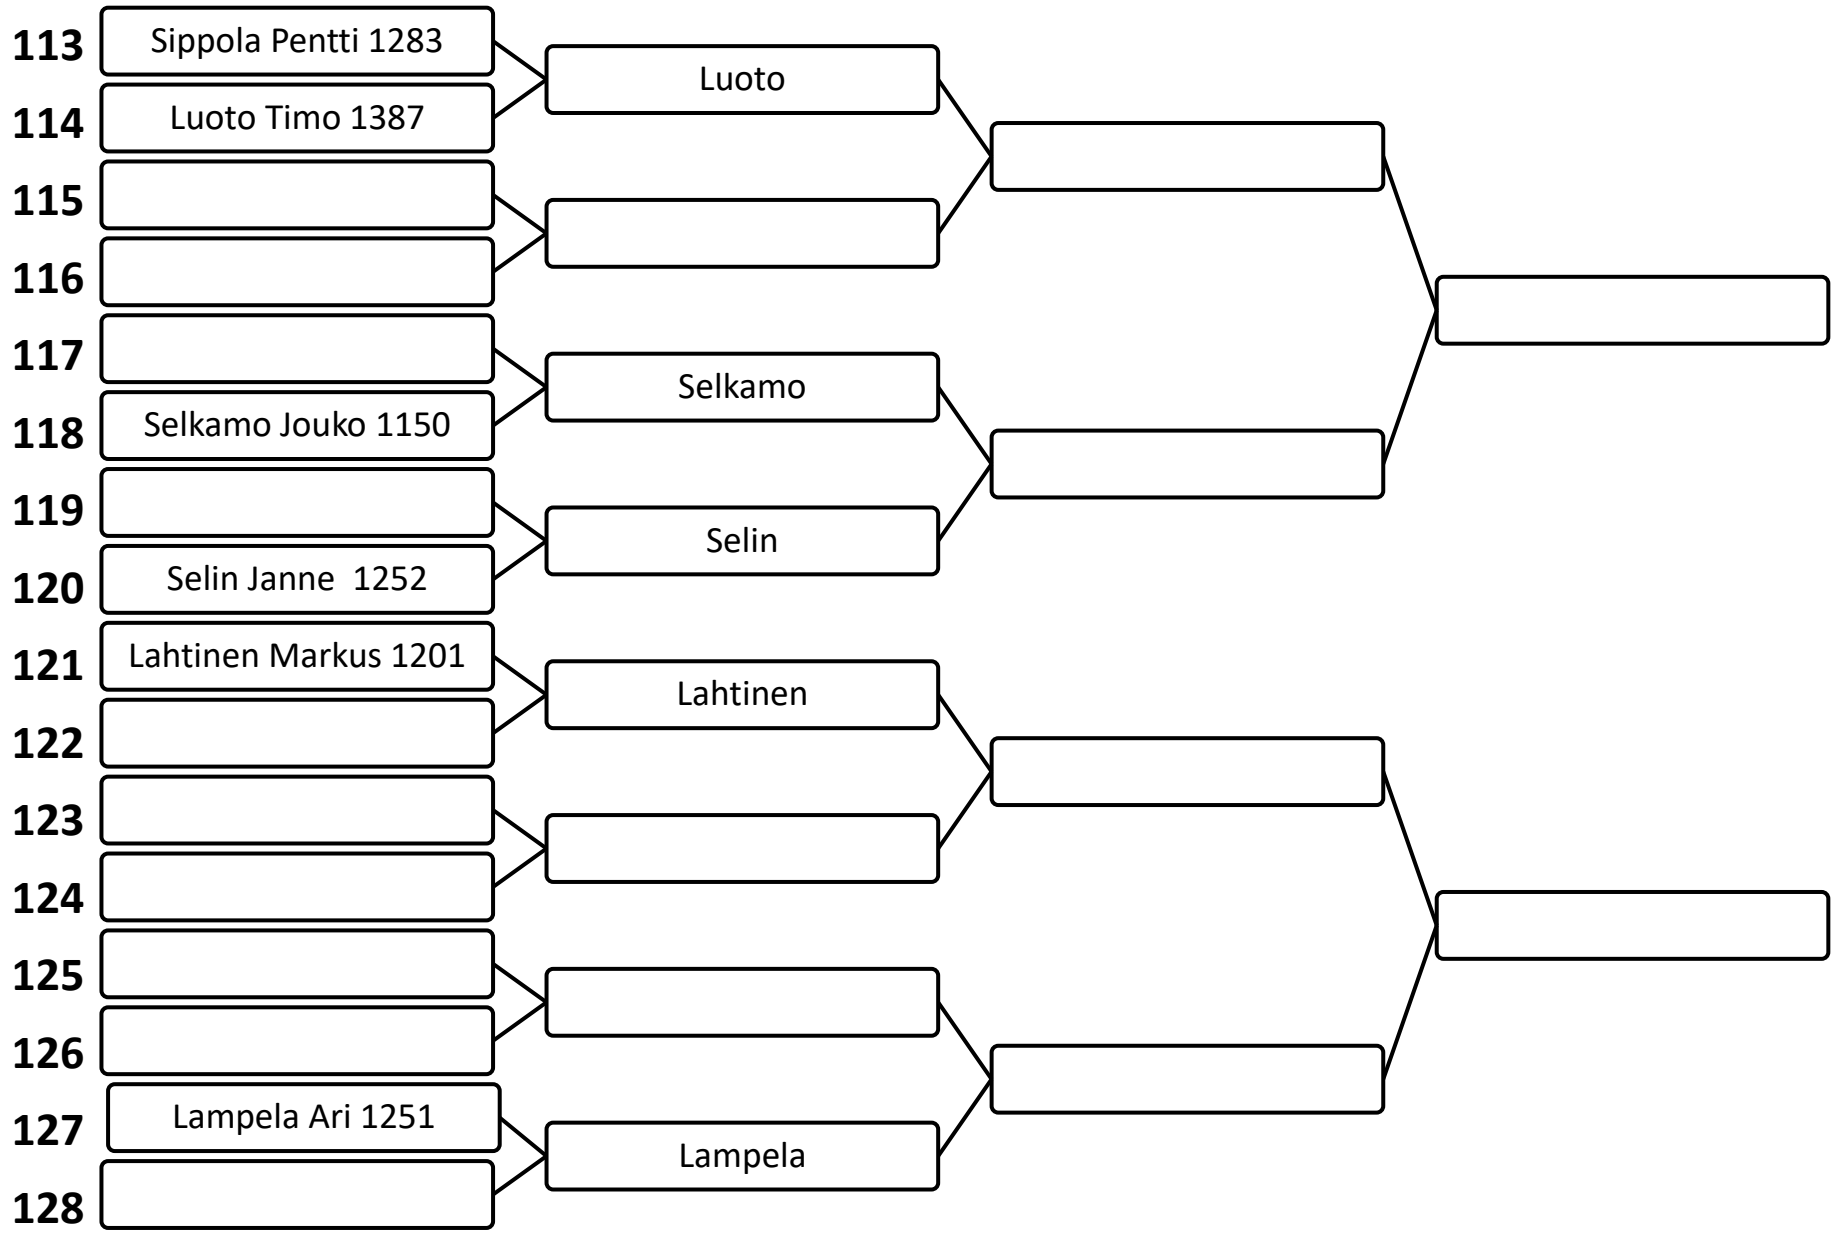 113 Sippola Pentti 1283
Luoto
114 Luoto Timo 1387
115
116
117
Selkamo
118 Selkamo Jouko 1150
119
Selin
120 Selin Janne  1252
121 Lahtinen Markus 1201
Lahtinen
122
123
124
125
126
127 Lampela Ari 1251
Lampela
128